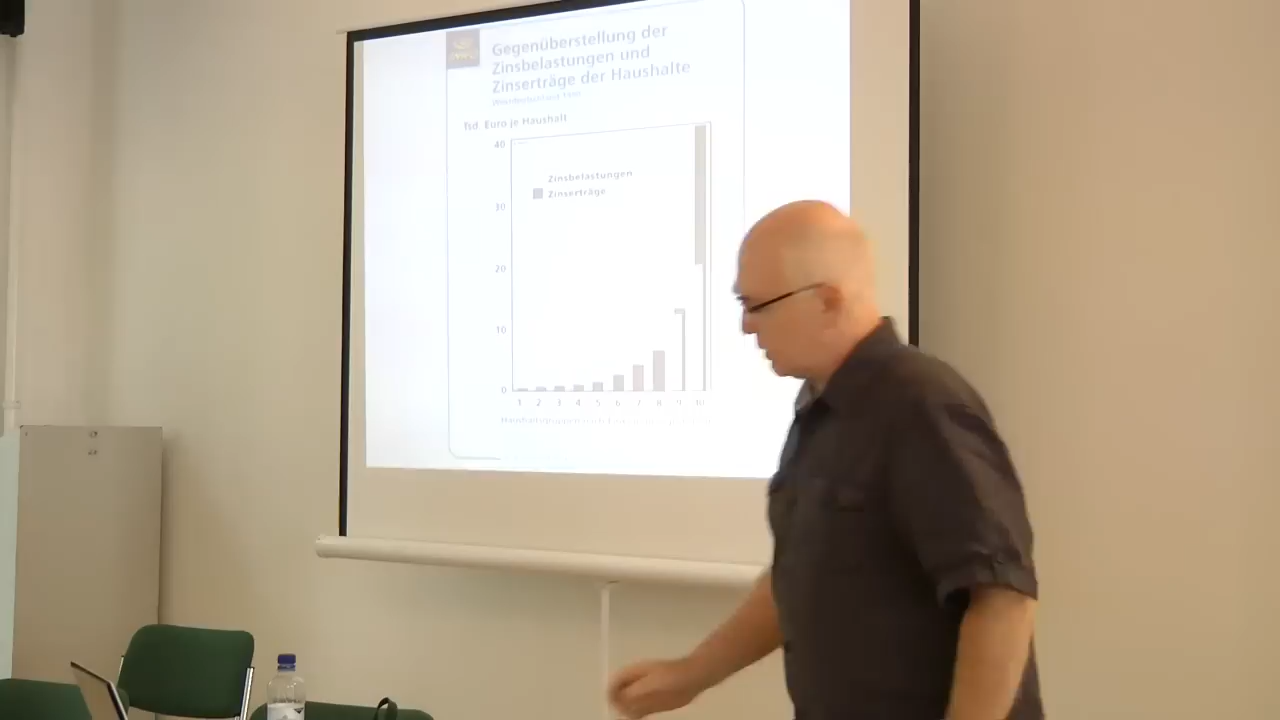 Gegenüberstellung der
Zinsbelastungen und
Zinserträge der Haushalte
Tsd. Euro je Haushalt
40
Zinsbelastungen
Zinserträge
30
20
10
0
1 2 3 4 5 6 7 8 9 10